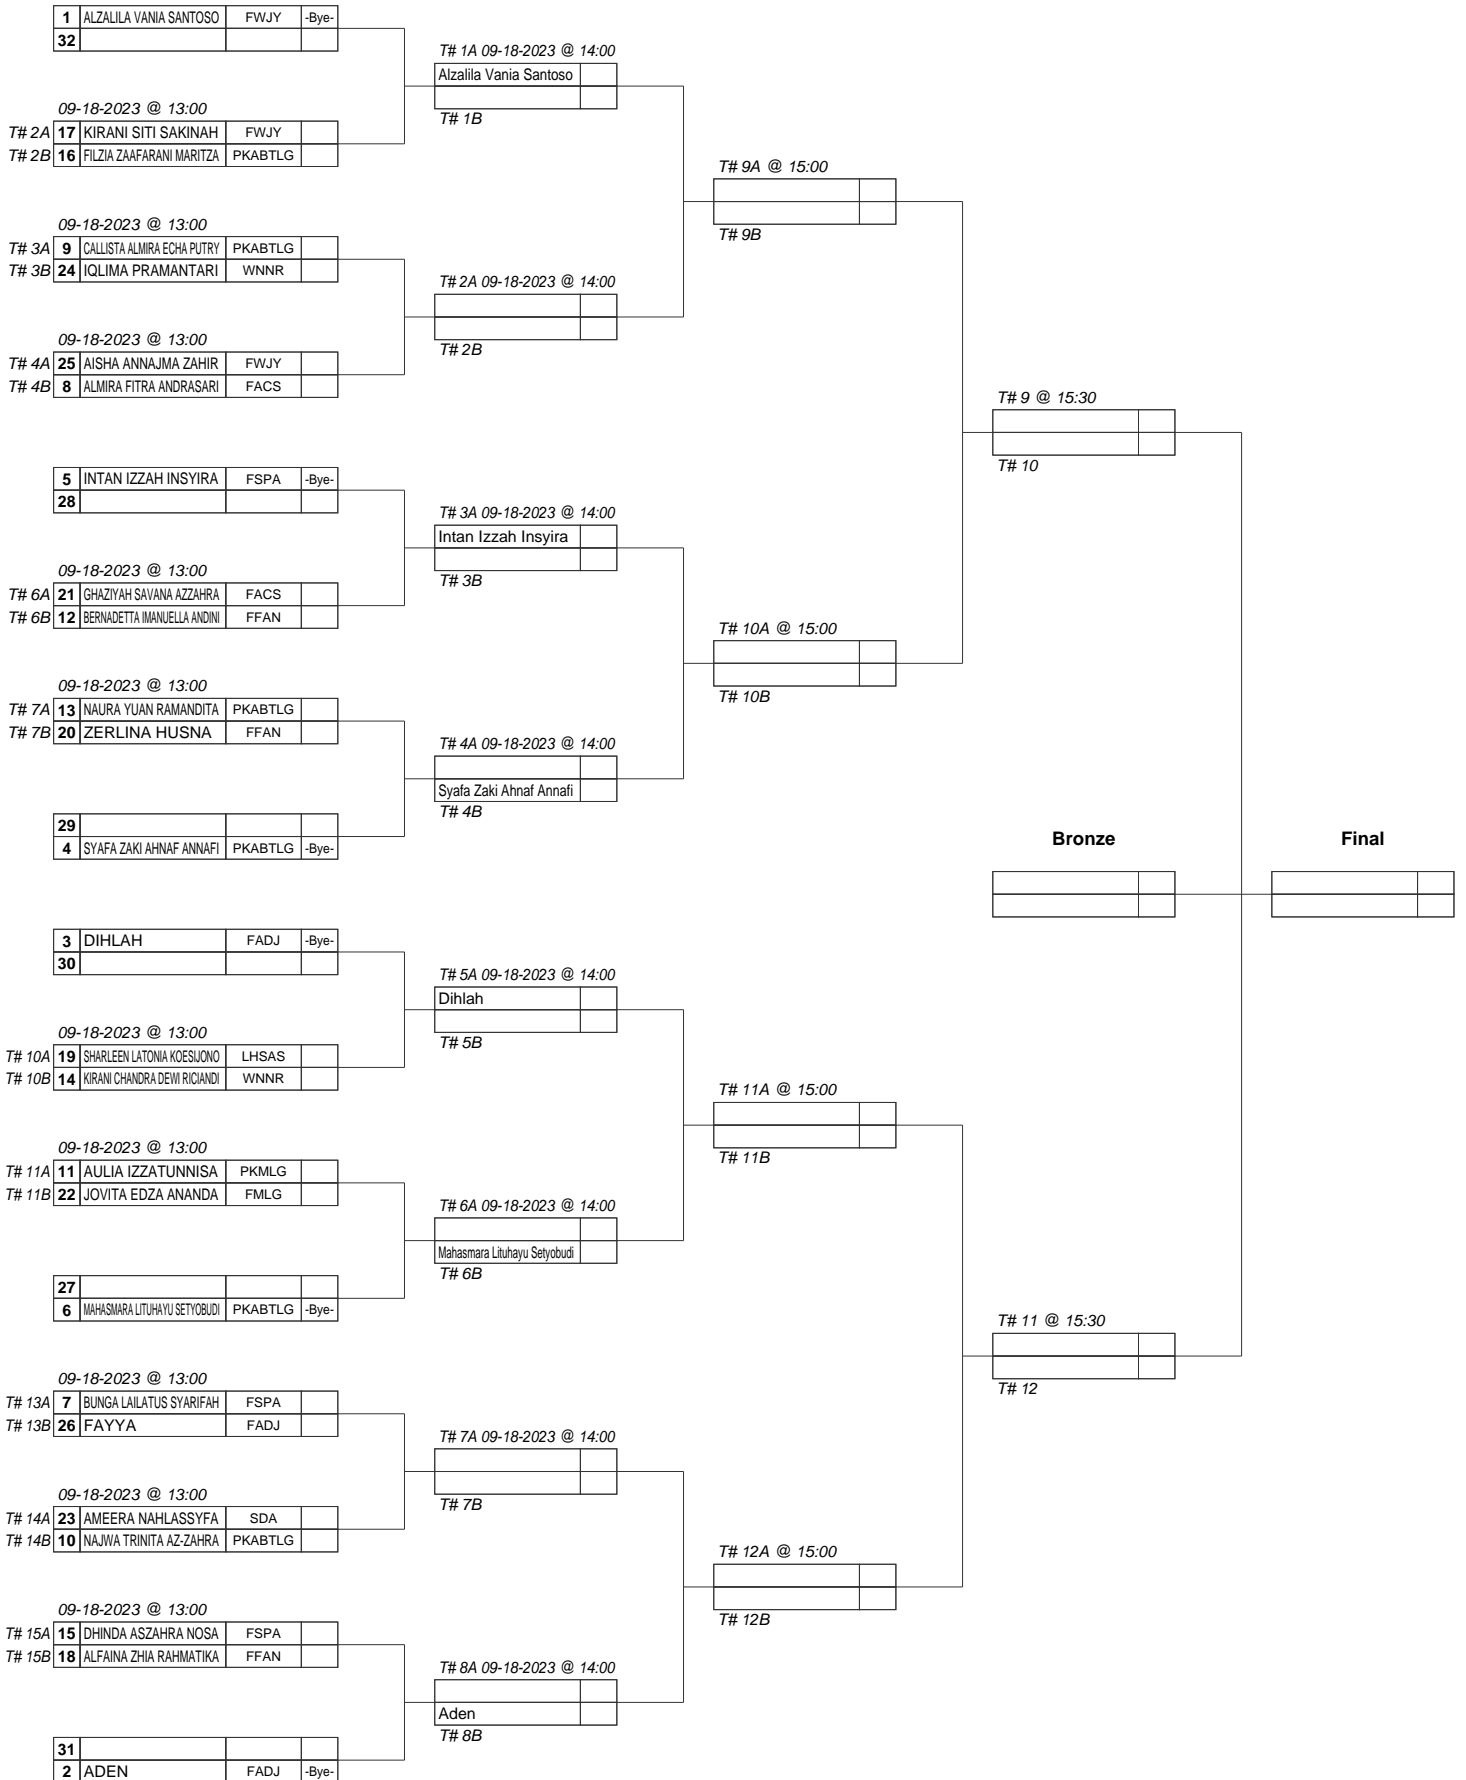 1 ALZALILA VANIA SANTOSO FWJY -Bye-
32
T# 1A 09-18-2023 @ 14:00
Alzalila Vania Santoso
T# 1B
09-18-2023 @ 13:00
T# 2A 17 KIRANI SITI SAKINAH FWJY
T# 2B 16 FILZIA ZAAFARANI MARITZA PKABTLG
T# 9A @ 15:00
T# 9B
09-18-2023 @ 13:00
T# 3A 9 CALLISTA ALMIRA ECHA PUTRY PKABTLG
T# 3B 24 IQLIMA PRAMANTARI WNNR
T# 2A 09-18-2023 @ 14:00
T# 2B
09-18-2023 @ 13:00
T# 4A 25 AISHA ANNAJMA ZAHIR FWJY
T# 4B 8 ALMIRA FITRA ANDRASARI FACS
T# 9 @ 15:30
T# 10
5 INTAN IZZAH INSYIRA FSPA -Bye-
28
T# 3A 09-18-2023 @ 14:00
Intan Izzah Insyira
T# 3B
09-18-2023 @ 13:00
T# 6A 21 GHAZIYAH SAVANA AZZAHRA FACS
T# 6B 12 BERNADETTA IMANUELLA ANDINI FFAN
T# 10A @ 15:00
T# 10B
09-18-2023 @ 13:00
T# 7A 13 NAURA YUAN RAMANDITA PKABTLG
T# 7B 20 ZERLINA HUSNA FFAN
T# 4A 09-18-2023 @ 14:00
Syafa Zaki Ahnaf Annafi
T# 4B
29
4 SYAFA ZAKI AHNAF ANNAFI PKABTLG -Bye-
Bronze Final
3 DIHLAH FADJ -Bye-
30
T# 5A 09-18-2023 @ 14:00
Dihlah
T# 5B
09-18-2023 @ 13:00
T# 10A 19 SHARLEEN LATONIA KOESIJONO LHSAS
T# 10B 14 KIRANI CHANDRA DEWI RICIANDI WNNR
T# 11A @ 15:00
T# 11B
09-18-2023 @ 13:00
T# 11A 11 AULIA IZZATUNNISA PKMLG
T# 11B 22 JOVITA EDZA ANANDA FMLG
T# 6A 09-18-2023 @ 14:00
Mahasmara Lituhayu Setyobudi
T# 6B
27
6 MAHASMARA LITUHAYU SETYOBUDI PKABTLG -Bye-
T# 11 @ 15:30
T# 12
09-18-2023 @ 13:00
T# 13A 7 BUNGA LAILATUS SYARIFAH FSPA
T# 13B 26 FAYYA FADJ
T# 7A 09-18-2023 @ 14:00
T# 7B
09-18-2023 @ 13:00
T# 14A 23 AMEERA NAHLASSYFA SDA
T# 14B 10 NAJWA TRINITA AZ-ZAHRA PKABTLG
T# 12A @ 15:00
T# 12B
09-18-2023 @ 13:00
T# 15A 15 DHINDA ASZAHRA NOSA FSPA
T# 15B 18 ALFAINA ZHIA RAHMATIKA FFAN
T# 8A 09-18-2023 @ 14:00
Aden
T# 8B
31
2 ADEN FADJ -Bye-